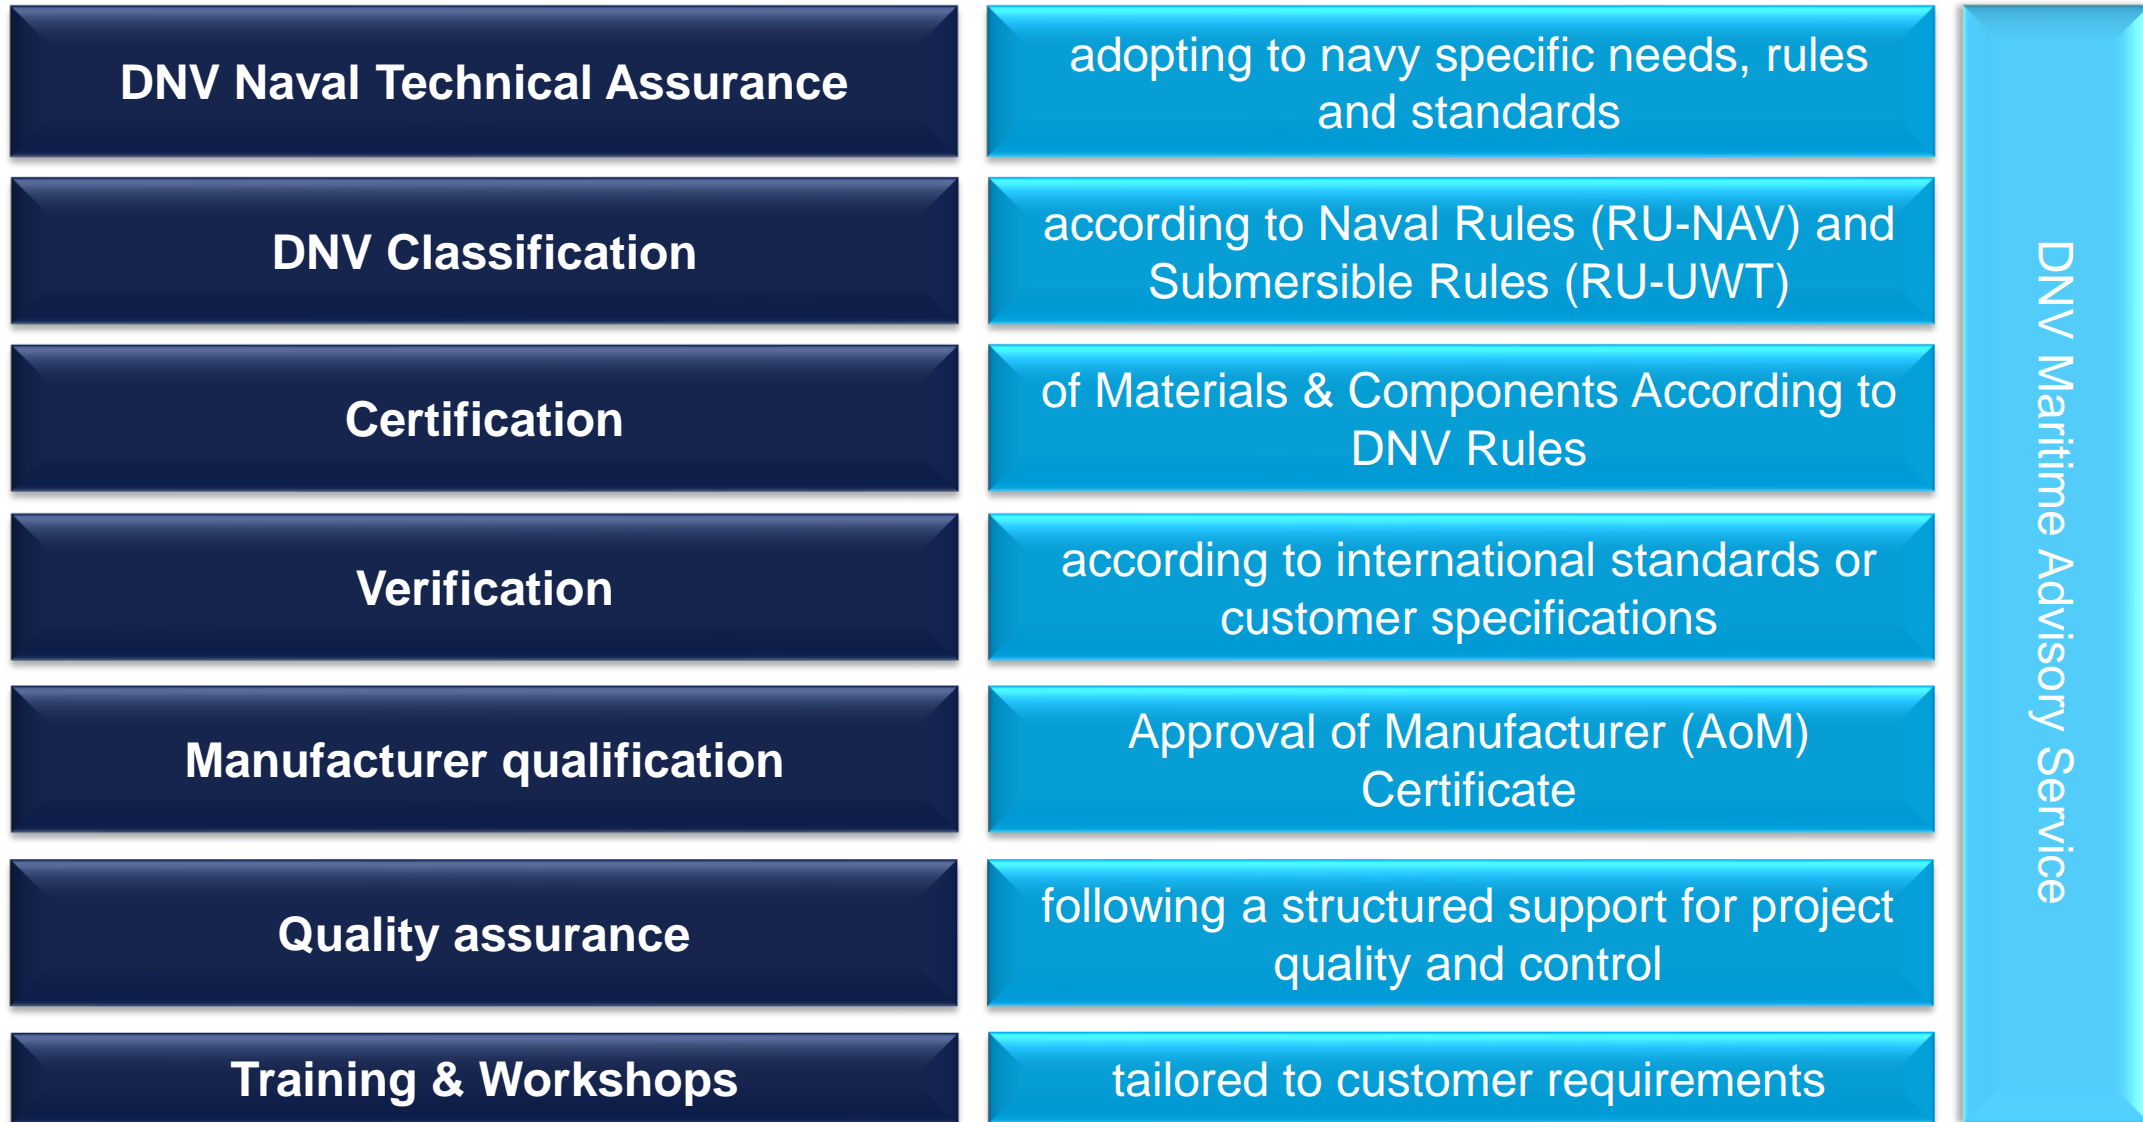 DNV Naval Technical Assurance
adopting to navy specific needs, rules
and standards
DNV Classification
according to Naval Rules (RU-NAV) and
Submersible Rules (RU-UWT)
Certification
of Materials & Components According to
DNV Rules
Verification
according to international standards or
customer specifications
Manufacturer qualification
Approval of Manufacturer (AoM)
Certificate
Quality assurance
following a structured support for project
quality and control
Training & Workshops
tailored to customer requirements
DNV Maritime Advisory Service